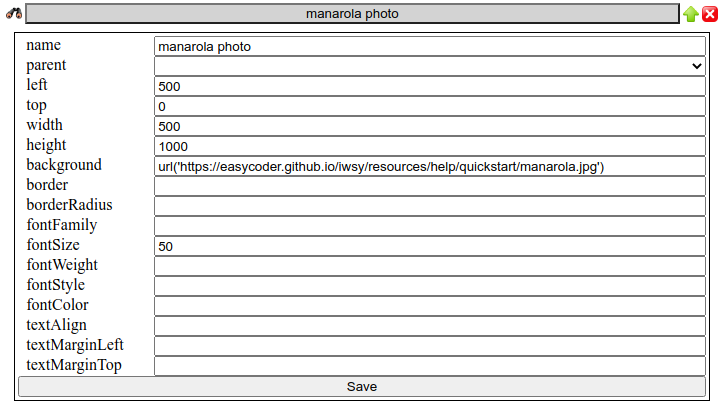 manarola photo
name manarola photo
parent
left 500
top 0
width 500
height 1000
background url('https://easycoder.github.io/iwsy/resources/help/quickstart/manarola.jpg')
border
borderRadius
fontFamily
fontSize 50
fontWeight
fontStyle
fontColor
textAlign
textMarginLeft
textMarginTop
Save